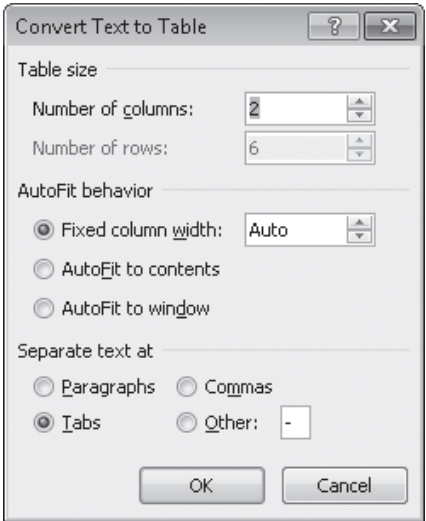 Convert Text to Table ?
Table size
Number of columns: 2
Number of rows: 6
AutoFit behavior
Fixed column width: Auto
AutoFit to contents
AutoFit to window
Separate text at
Paragraphs Commas
Tabs Other: -
OK Cancel